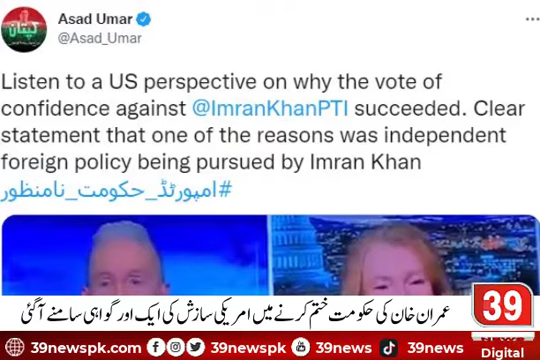 Asad Umar
@Asad_Umar
Listen to a US perspective on why the vote of
confidence against @ImranKhanPTI succeeded. Clear
statement that one of the reasons was independent
foreign policy being pursued by Imran Khan
#امپورٹڈ_حکومت_نامنظور
عمران خان کی حکومت ختم کرنے میں امریکی سازش کی ایک اور گواہی سامنے آگئی
39
39newspk.com 39newspk 39news 39newspk.com Digital